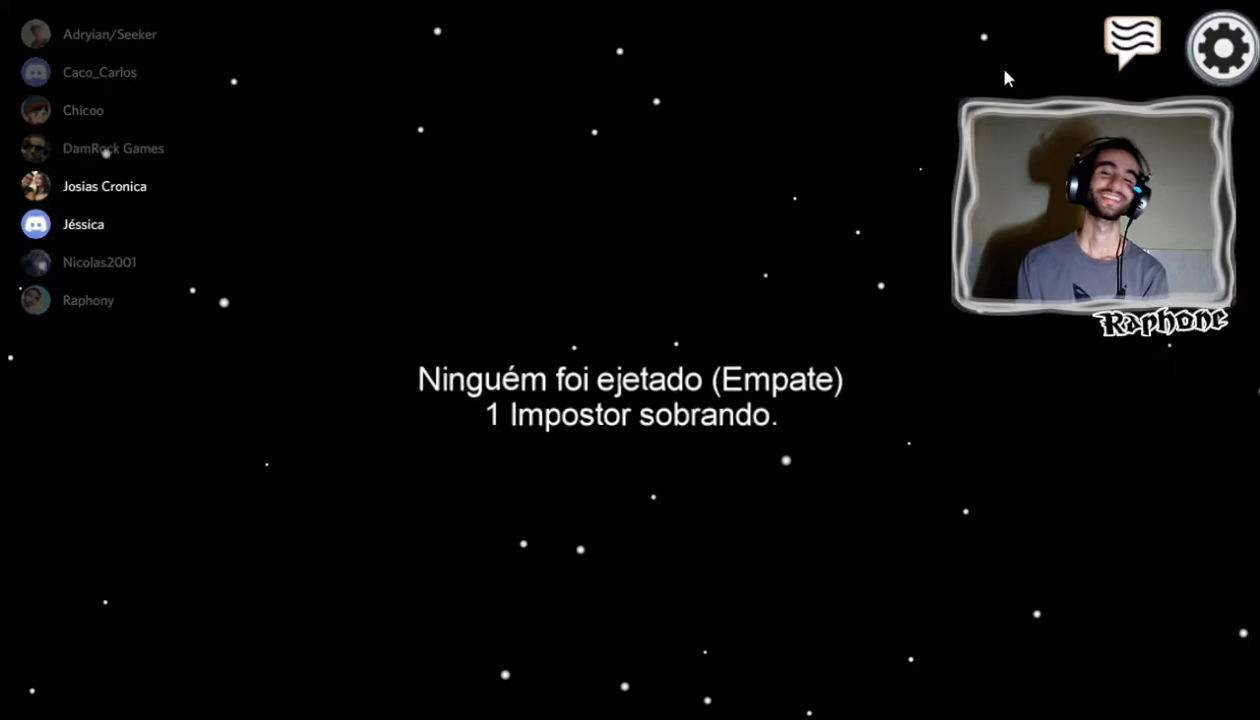 Adryian/Seeker
Caco_Carlos
Chicoo
DamRock Games
Josias Cronica
Jéssica
Nicolas2001
Raphony
Raphone
Ninguém foi ejetado (Empate)
1 Impostor sobrando.